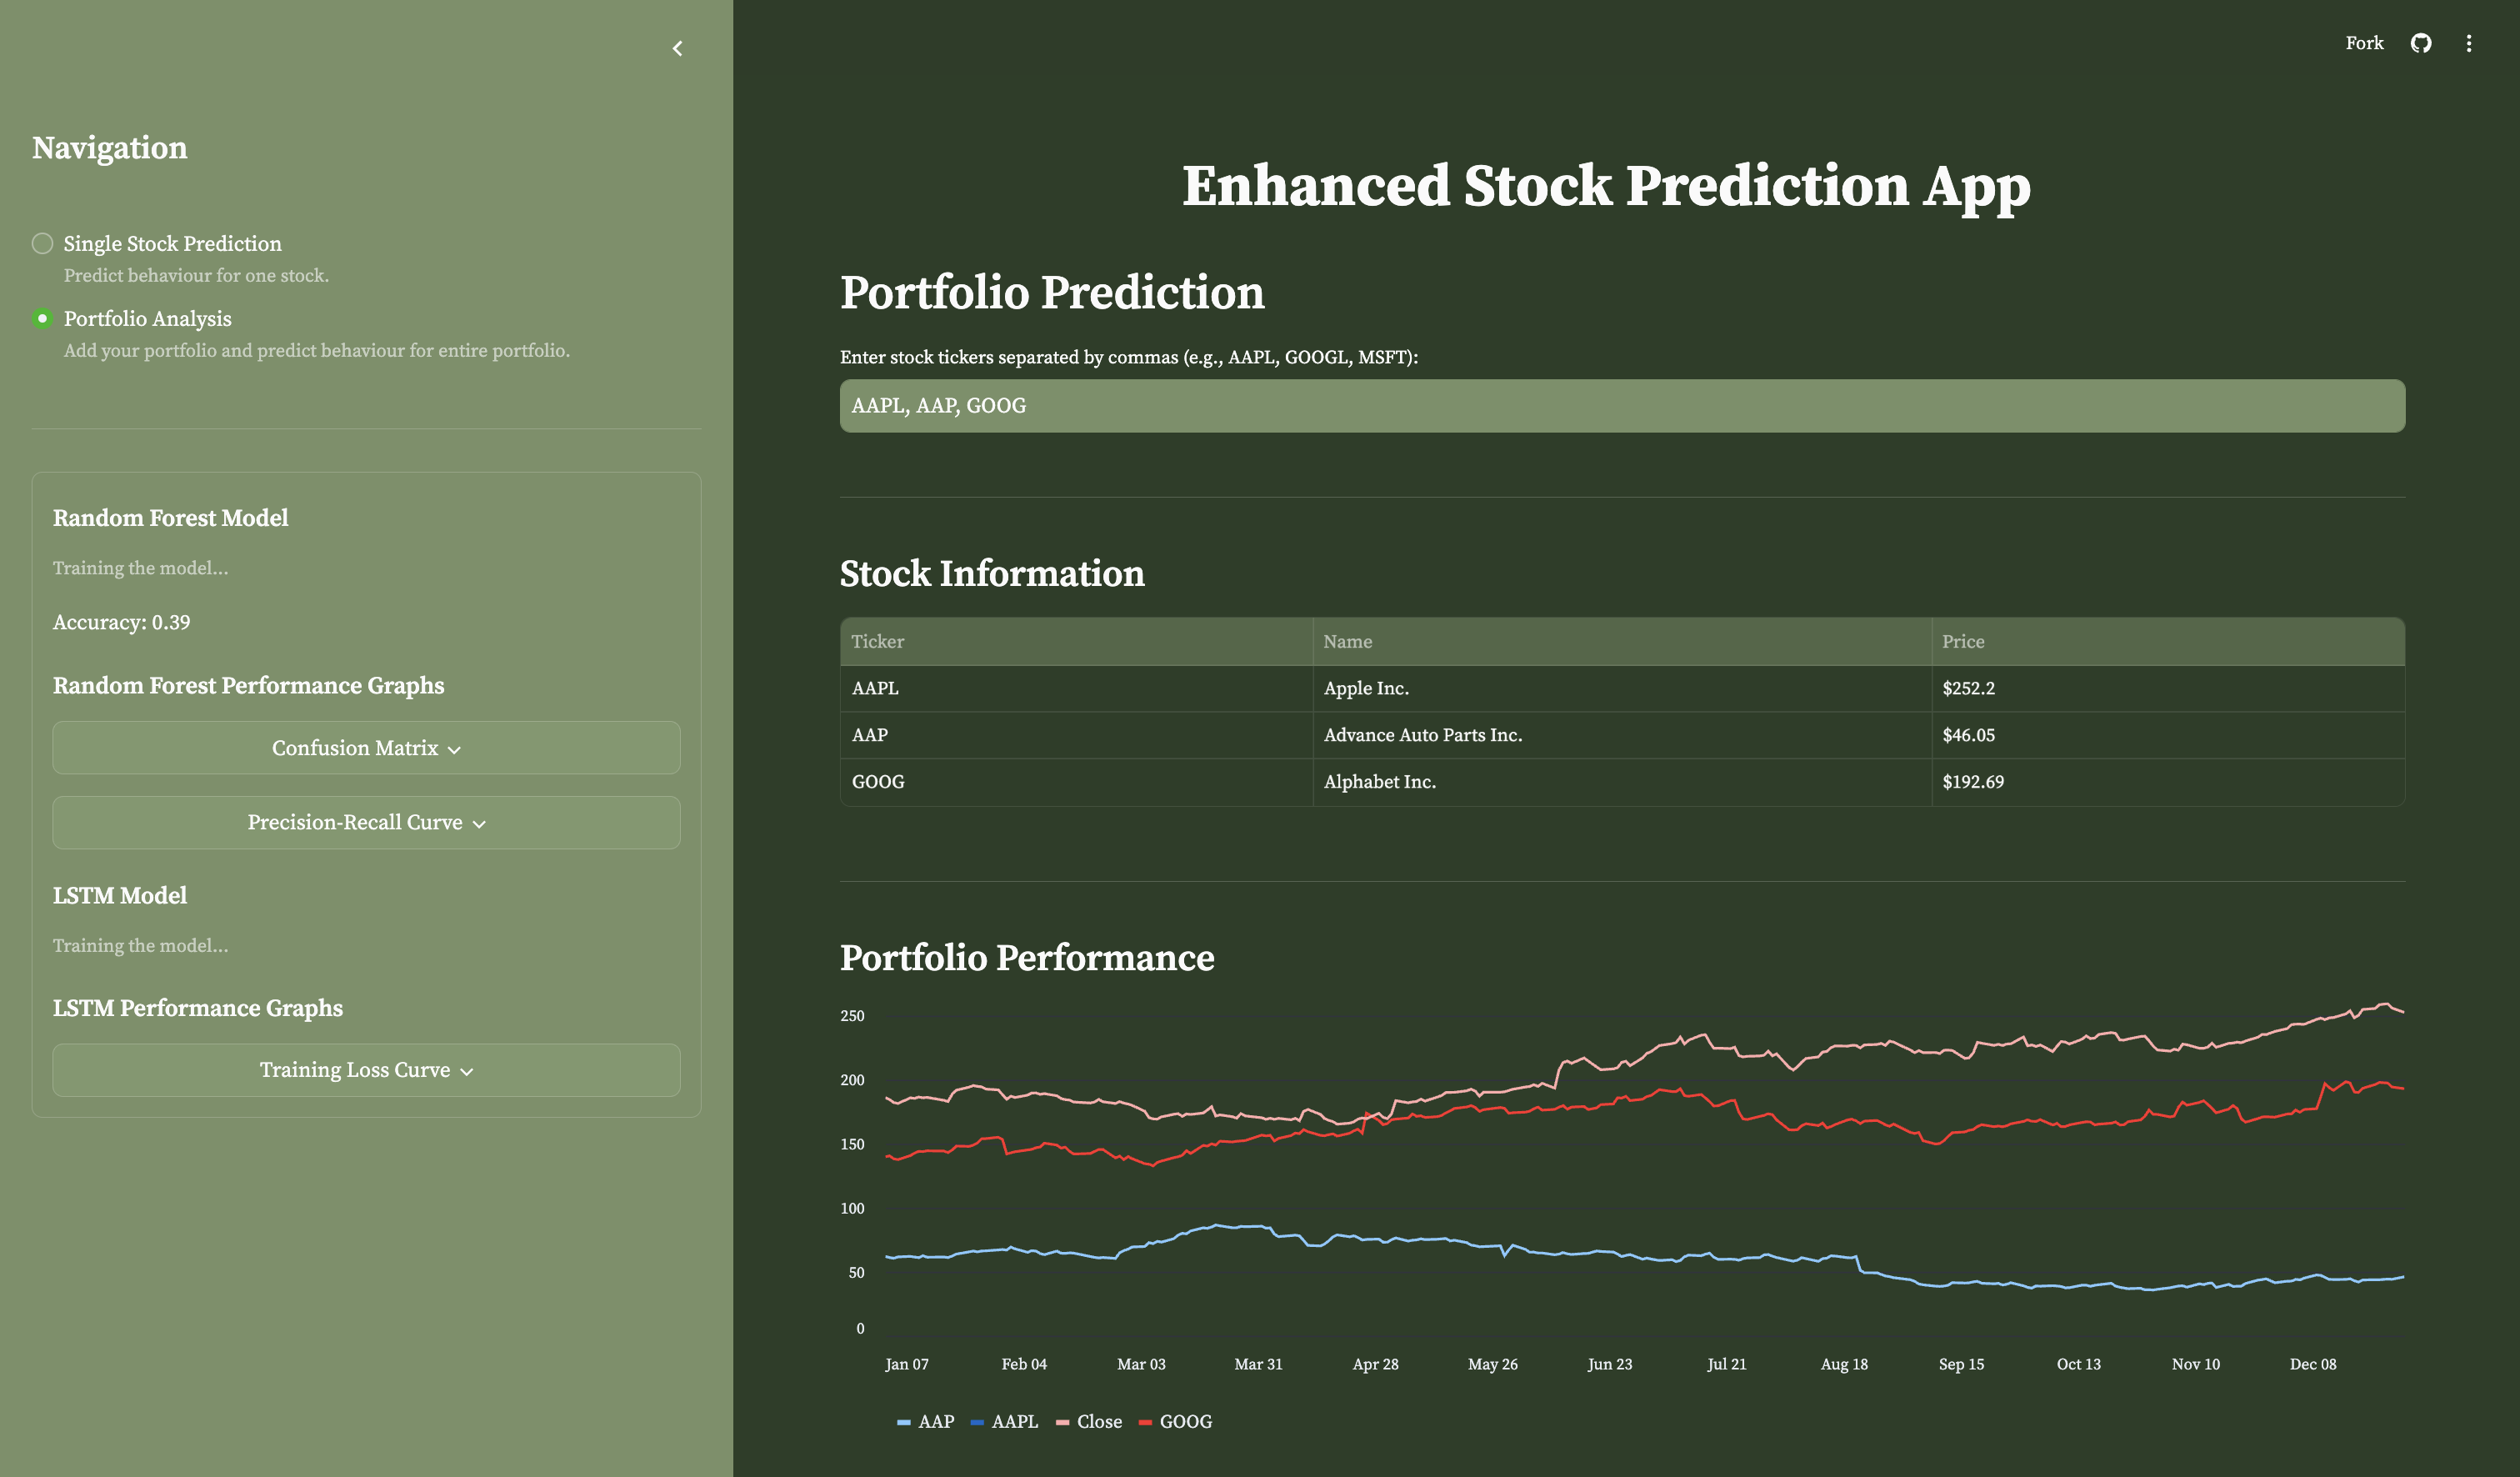 Navigation
Single Stock Prediction
Predict behaviour for one stock.
Portfolio Analysis
Add your portfolio and predict behaviour for entire portfolio.
Random Forest Model
Training the model...
Accuracy: 0.39
Random Forest Performance Graphs
Confusion Matrix
Precision-Recall Curve
LSTM Model
Training the model...
LSTM Performance Graphs
Training Loss Curve
Fork
Enhanced Stock Prediction App
Portfolio Prediction
Enter stock tickers separated by commas (e.g., AAPL, GOOGL, MSFT):
AAPL, AAP, GOOG
Stock Information
Ticker Name Price
AAPL Apple Inc. $252.2
AAP Advance Auto Parts Inc. $46.05
GOOG Alphabet Inc. $192.69
Portfolio Performance
250
200
150
100
50
0
Jan 07 Feb 04 Mar 03 Mar 31 Apr 28 May 26 Jun 23 Jul 21 Aug 18 Sep 15 Oct 13 Nov 10 Dec 08
AAP AAPL Close GOOG